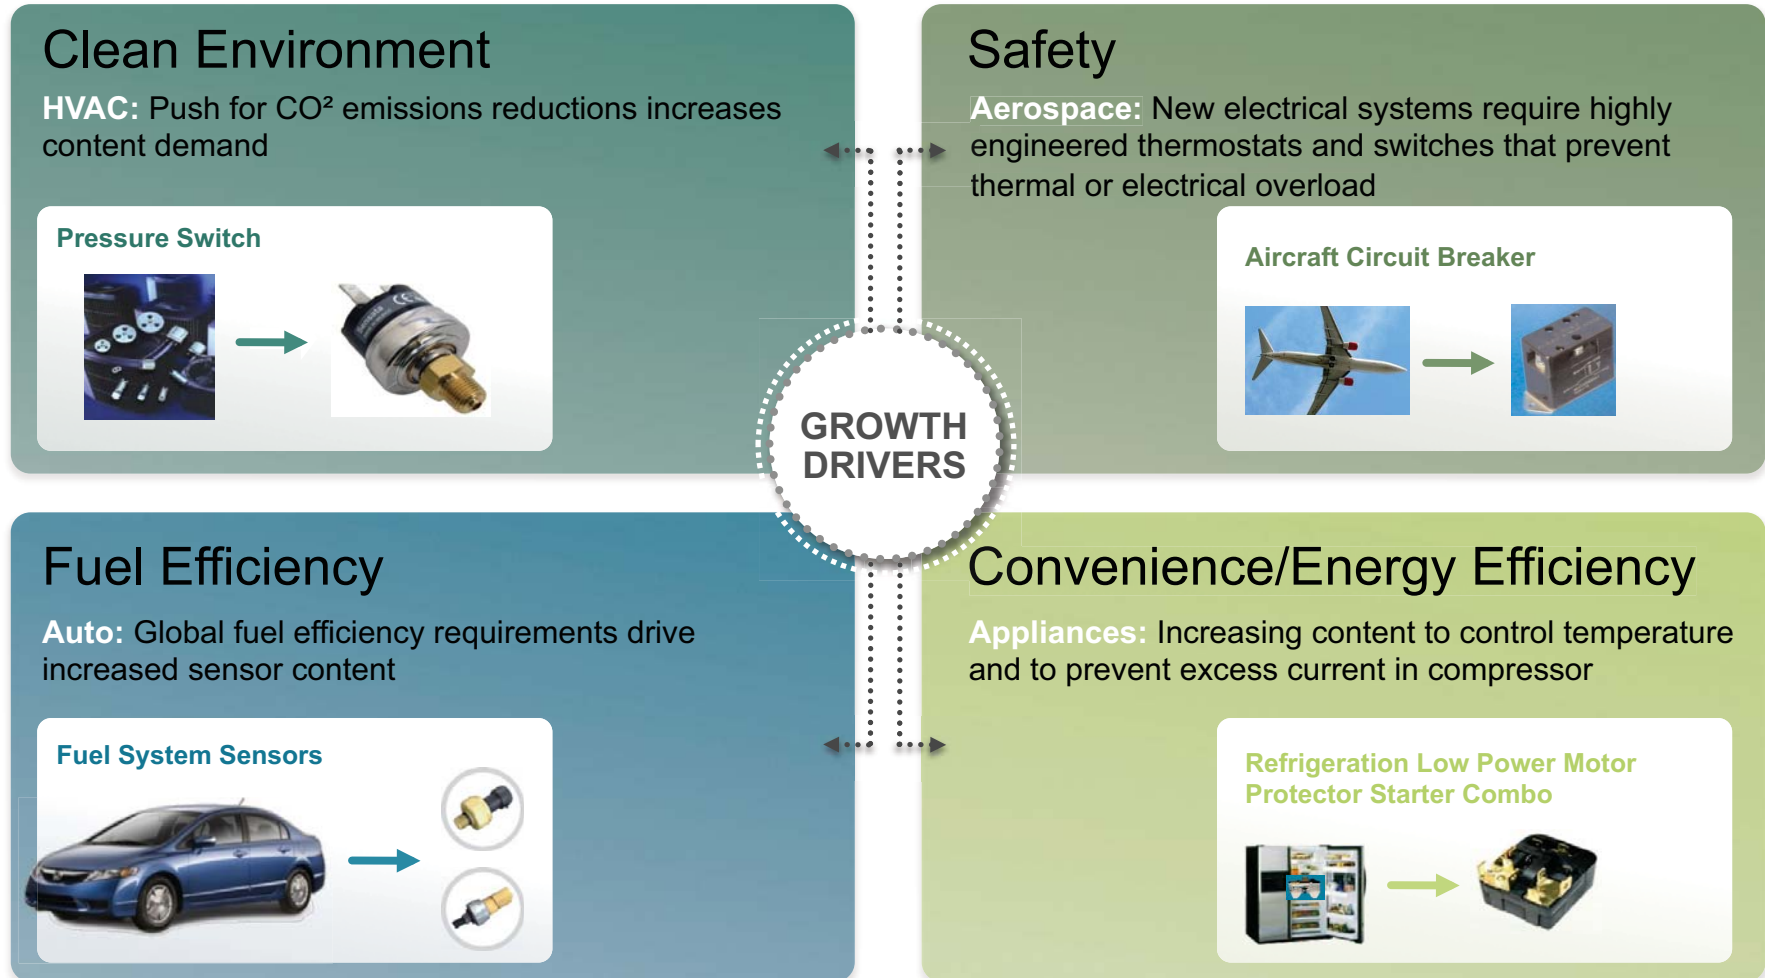 Clean Environment
HVAC: Push for CO² emissions reductions increases
content demand
Pressure Switch
Safety
Aerospace: New electrical systems require highly
engineered thermostats and switches that prevent
thermal or electrical overload
Aircraft Circuit Breaker
GROWTH
DRIVERS
Fuel Efficiency
Auto: Global fuel efficiency requirements drive
increased sensor content
Fuel System Sensors
Convenience/Energy Efficiency
Appliances: Increasing content to control temperature
and to prevent excess current in compressor
Refrigeration Low Power Motor
Protector Starter Combo